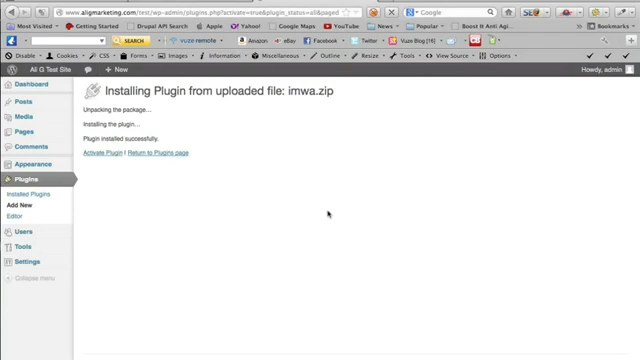 www.aligmarketing.com/test/wp-admin/plugins.php?activate=true&plugin_status=all&paged
Google
Most Visited
Google Maps
YouTube
News
Popular
Drupal API Search
Apple
Yahoo!
Boost It Anti Agi
SEARCH
vuze remote
Amazon
eBay
Facebook
Twitter
Vuze Blog
Options
Disable
Cookies
CSS
Forms
Images
Information
Miscellaneous
Outline
Resize
Tools
View Source
Options
Ali G Test Site
+ New
Howdy, admin
Dashboard
Posts
Media
Pages
Comments
Appearance
Plugins
Installed Plugins
Add New
Editor
Users
Tools
Settings
Collapse menu
Installing Plugin from uploaded file: imwa.zip
Unpacking the package…
Installing the plugin…
Plugin installed successfully.
Activate Plugin | Return to Plugins page